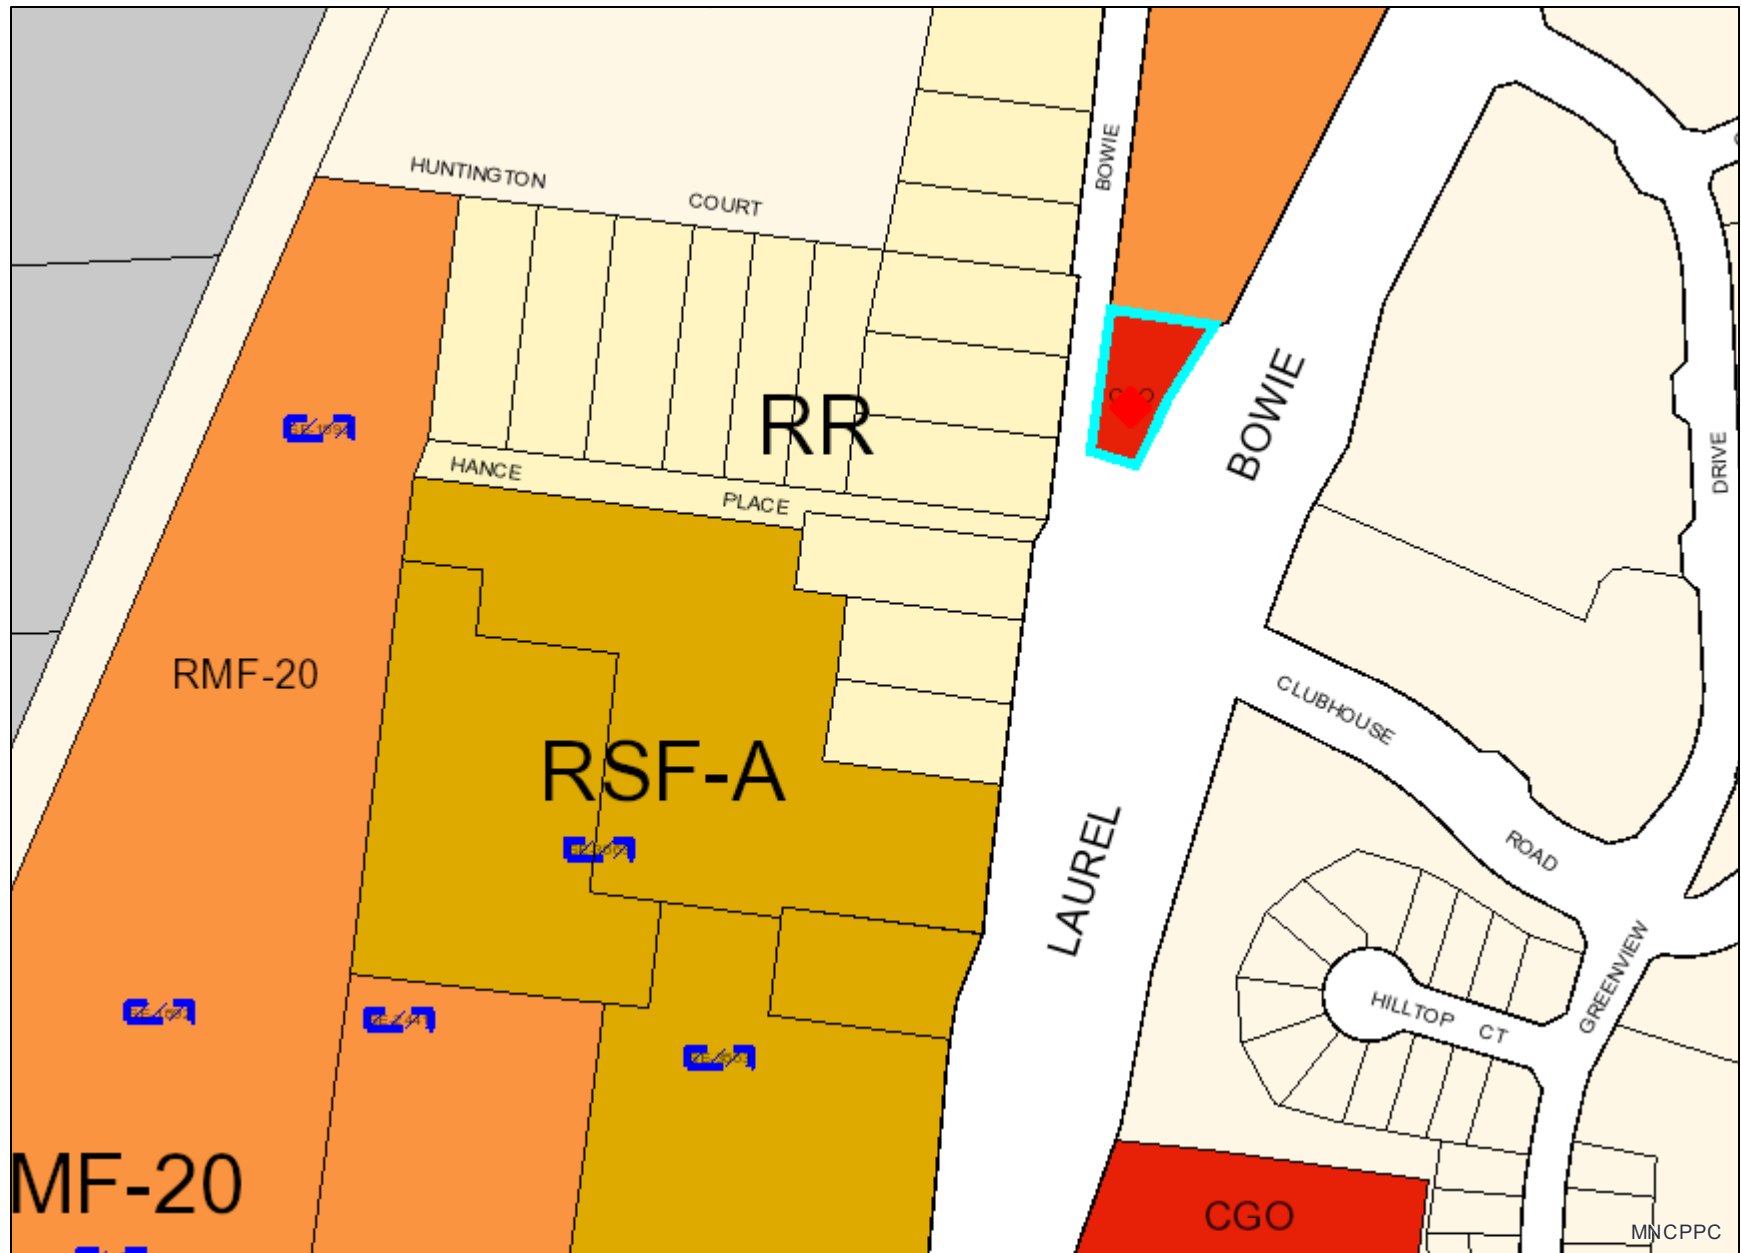 BOWIE
HUNTINGTON
COURT
BOWIE
RR
HANCE
PLACE
DRIVE
RMF-20
CLUBHOUSE
RSF-A
ROAD
LAUREL
GREENVIEW
HILLTOP CT
MF-20
CGO
MNCPPC